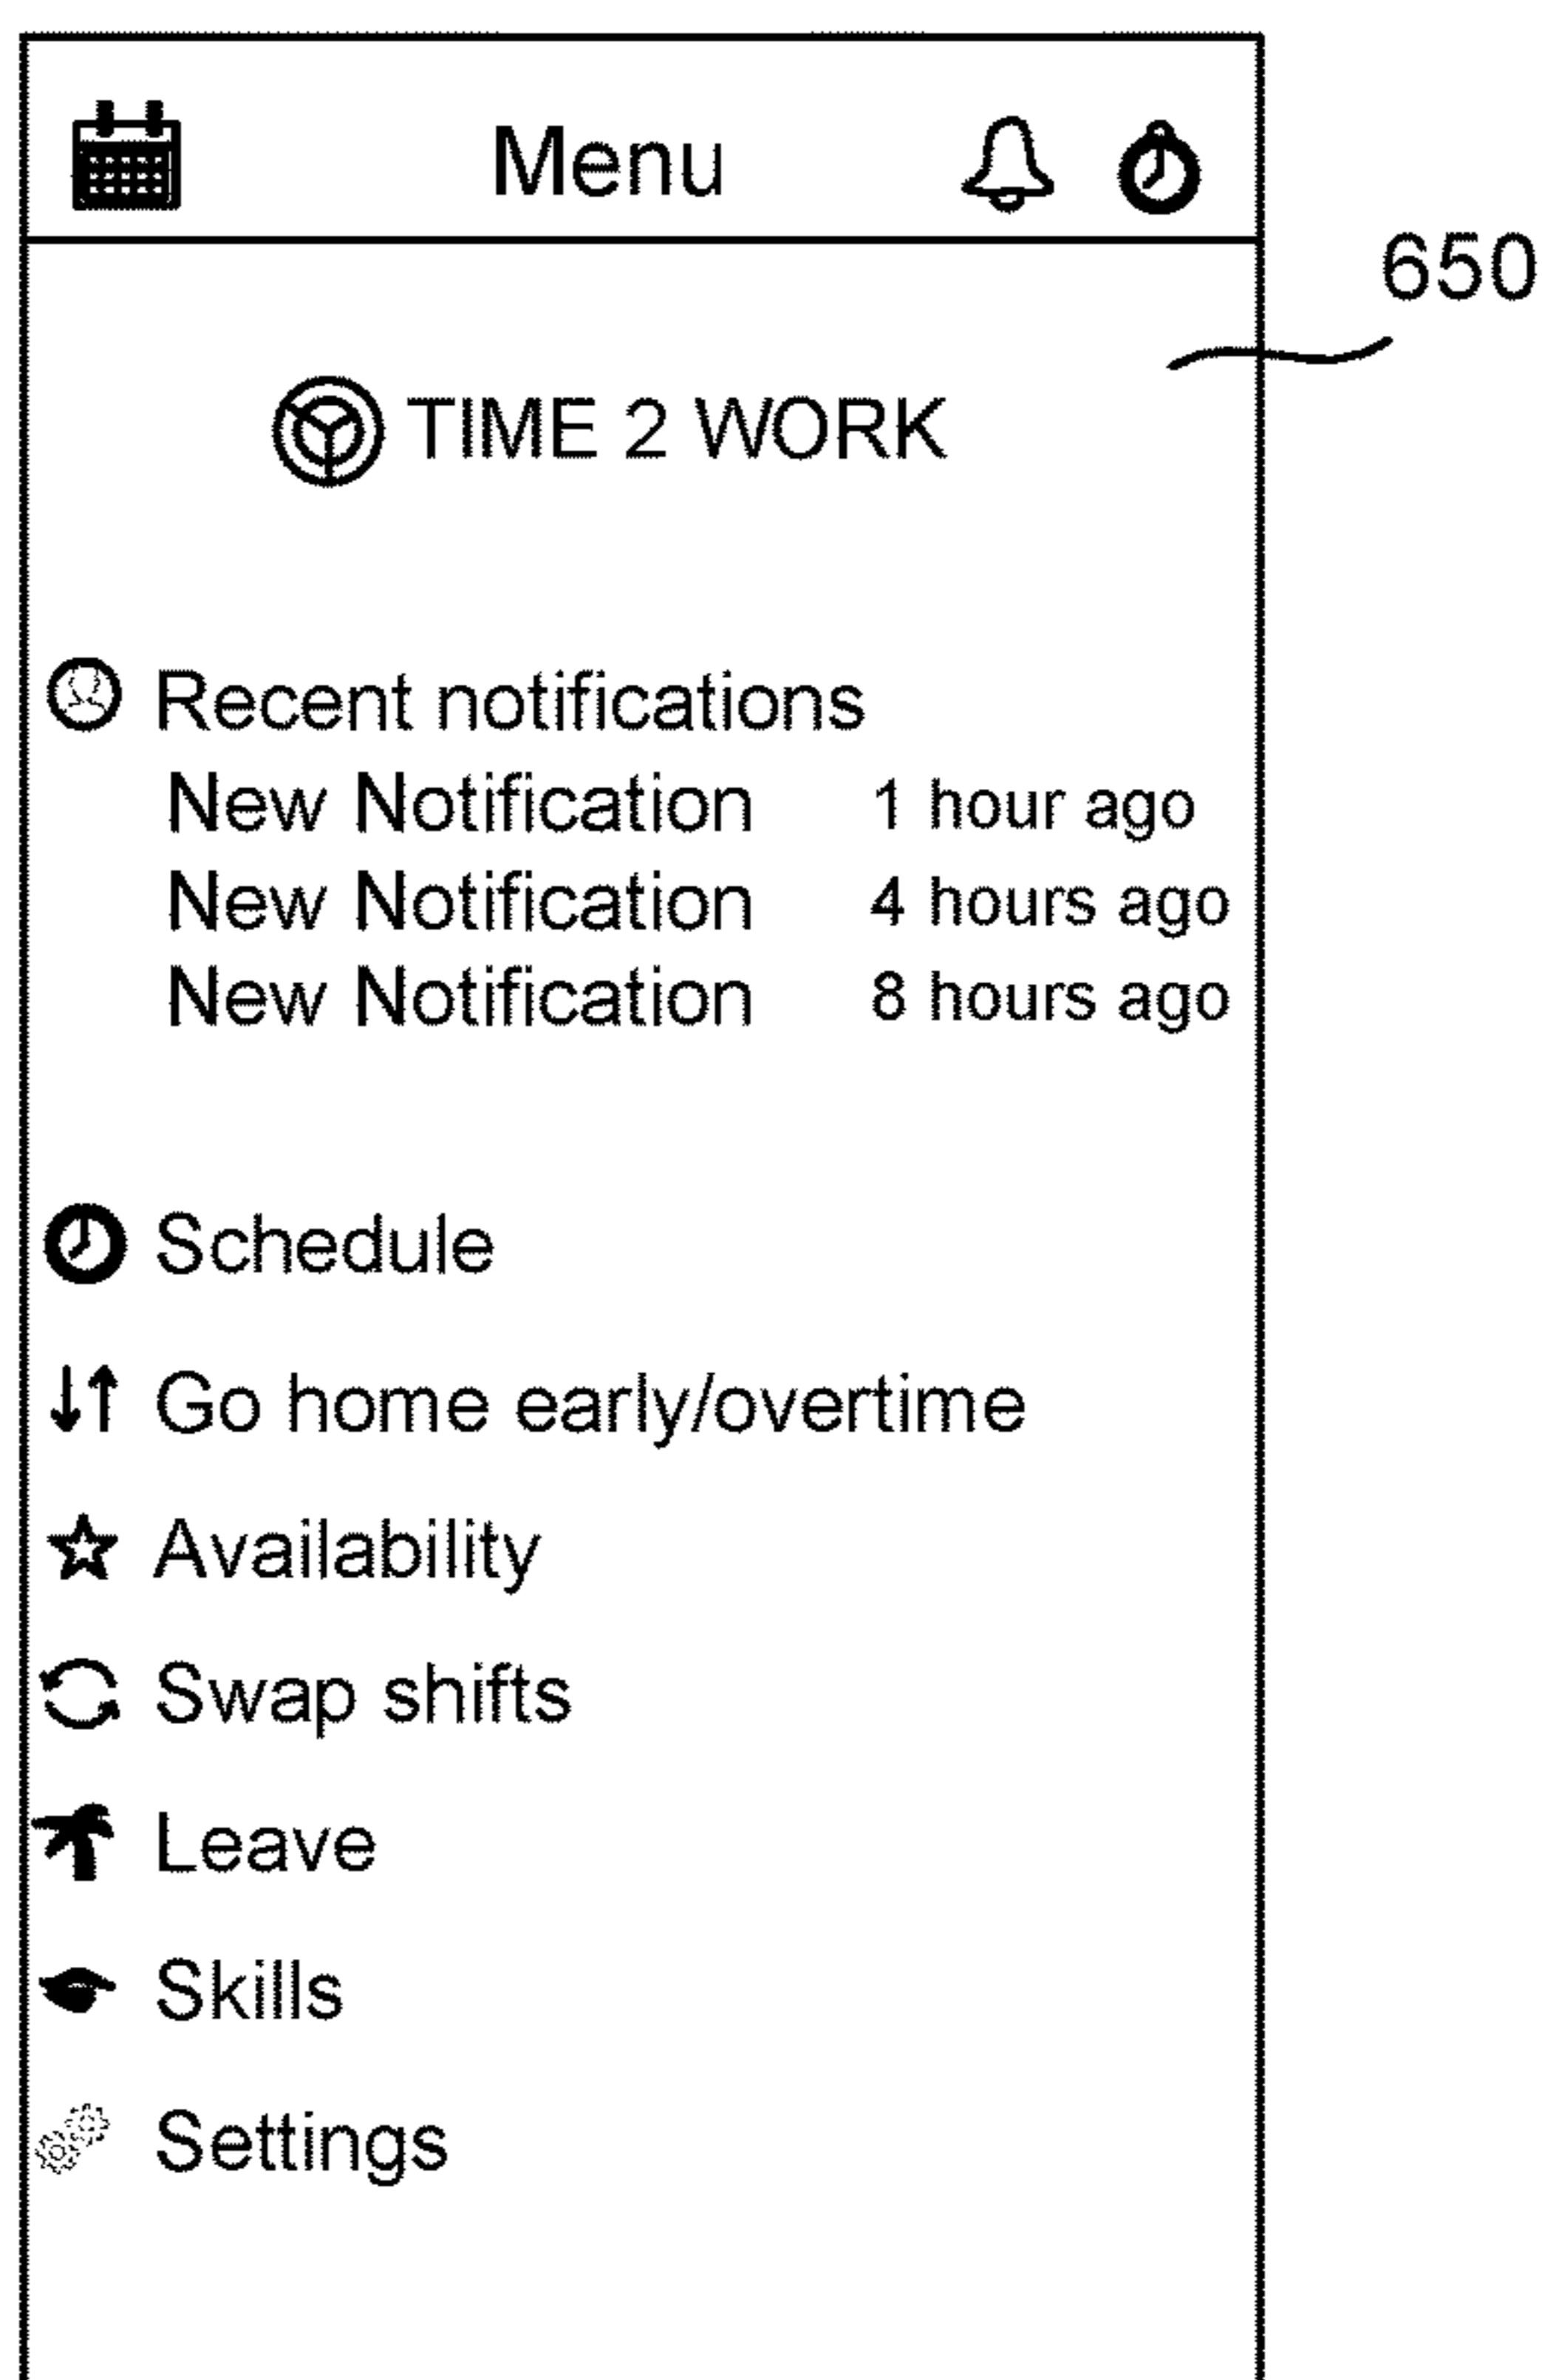 Menu
650
TIME 2 WORK
Recent notifications
New Notification 1 hour ago
New Notification 4 hours ago
New Notification 8 hours ago
Schedule
Go home early/overtime
Availability
Swap shifts
Leave
Skills
Settings